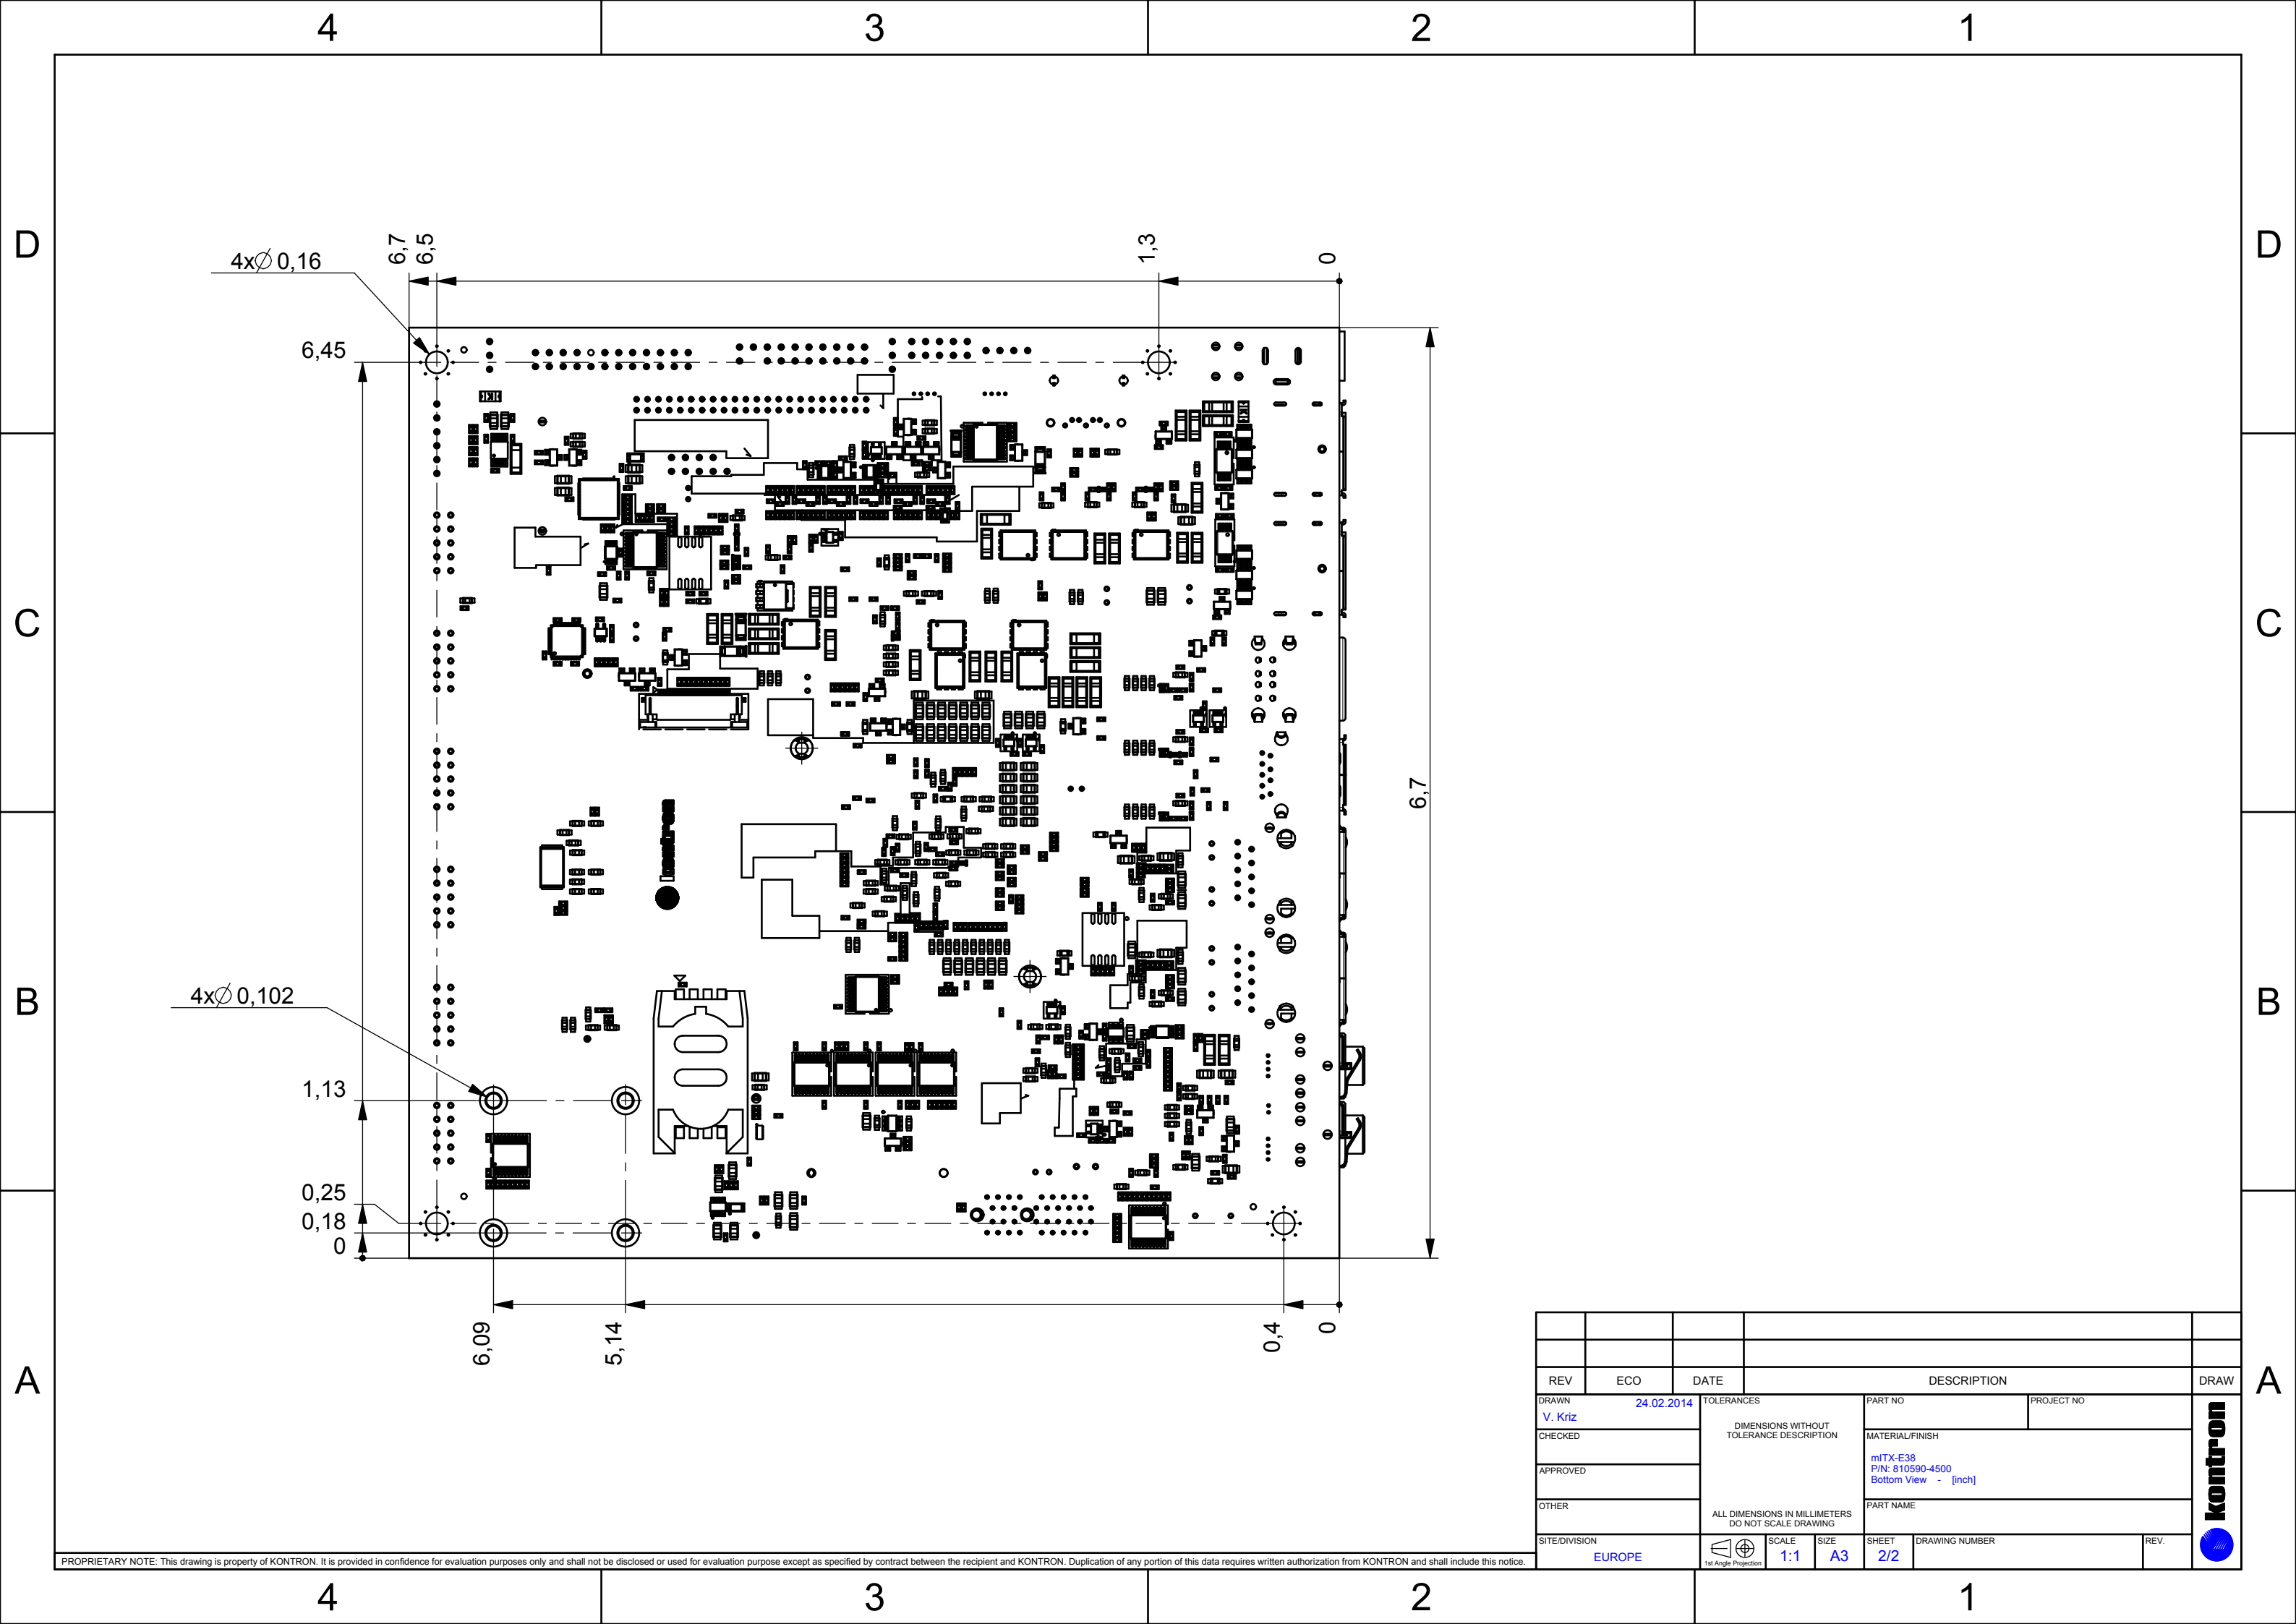 4 3 2 1
D D
C C
B B
A A
6,7
6,5
1,3
0
4xØ 0,16
6,45
6,7
kontron
4xØ 0,102
1,13
0,25
0,18
0
6,09
5,14
0,4
0
REV ECO DATE DESCRIPTION DRAW
DRAWN 24.02.2014
V. Kriz
CHECKED
APPROVED
OTHER
SITE/DIVISION
EUROPE
TOLERANCES
DIMENSIONS WITHOUT
TOLERANCE DESCRIPTION
ALL DIMENSIONS IN MILLIMETERS
DO NOT SCALE DRAWING
1st Angle Projection
SCALE
1:1
SIZE
A3
PART NO PROJECT NO
MATERIAL/FINISH
mITX-E38
P/N: 810590-4500
Bottom View - [inch]
PART NAME
SHEET
2/2
DRAWING NUMBER REV.
kontron
PROPRIETARY NOTE: This drawing is property of KONTRON. It is provided in confidence for evaluation purposes only and shall not be disclosed or used for evaluation purpose except as specified by contract between the recipient and KONTRON. Duplication of any portion of this data requires written authorization from KONTRON and shall include this notice.
4 3 2 1